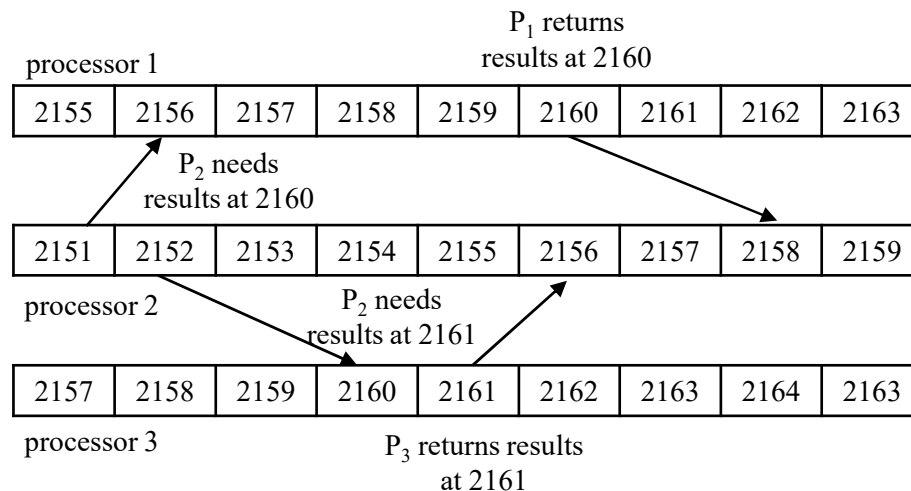 P₁ returns
results at 2160
processor 1
2155 2156 2157 2158 2159 2160 2161 2162 2163
P₂ needs
results at 2160
2151 2152 2153 2154 2155 2156 2157 2158 2159
processor 2
P₂ needs
results at 2161
2157 2158 2159 2160 2161 2162 2163 2164 2163
processor 3
P₃ returns results
at 2161